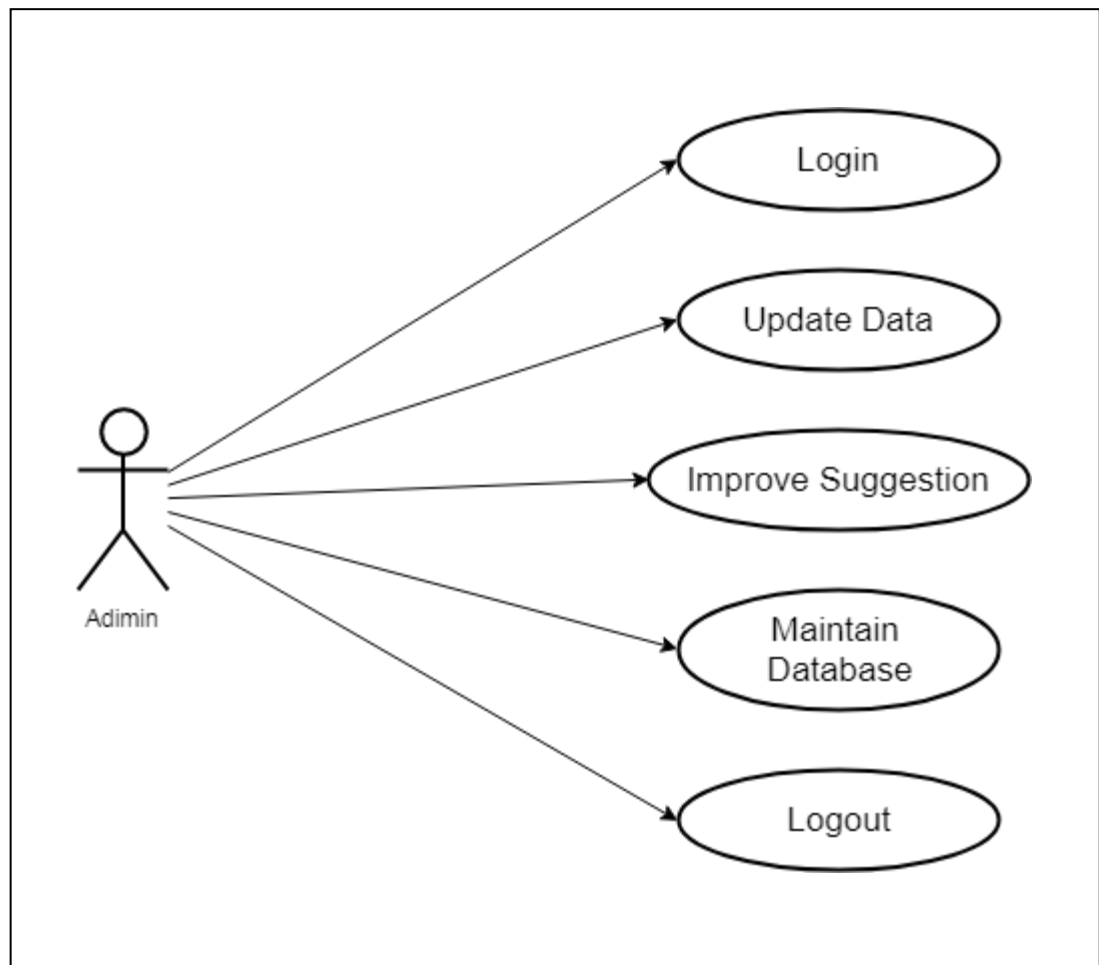 Login
Update Data
Improve Suggestion
Adimin
Maintain
Database
Logout